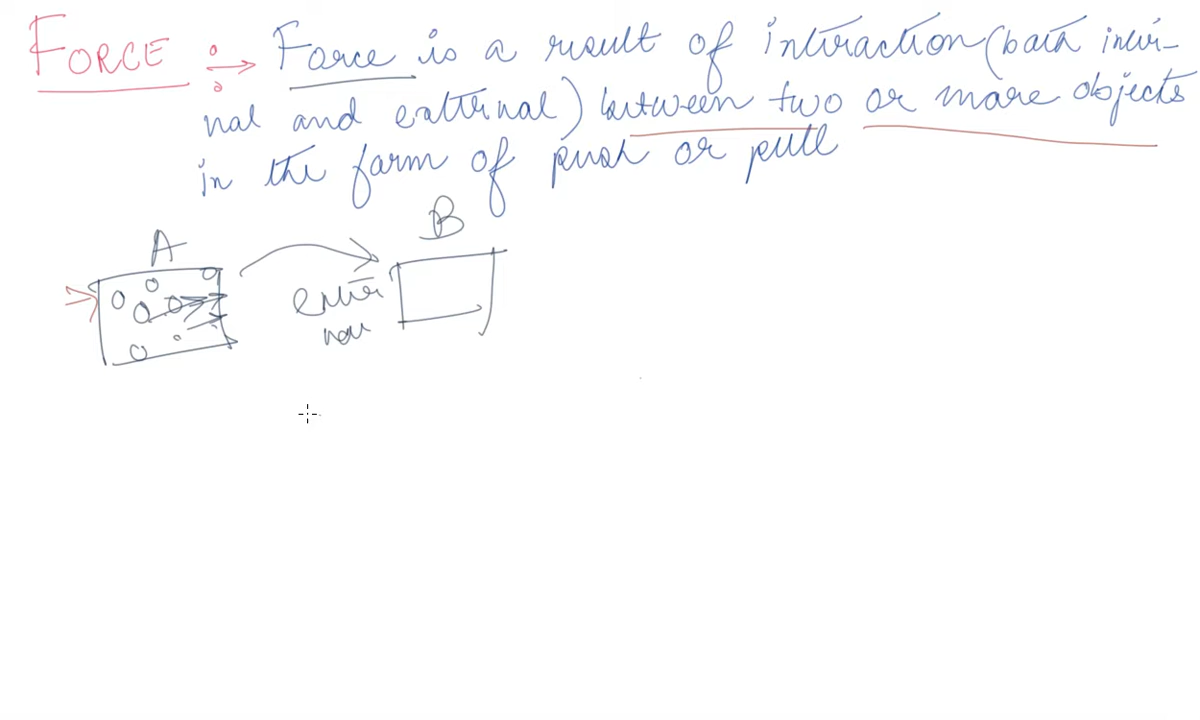 FORCE :→ Force is a result of interaction (both inter-
nal and external) between two or more objects
in the form of push or pull
A
B